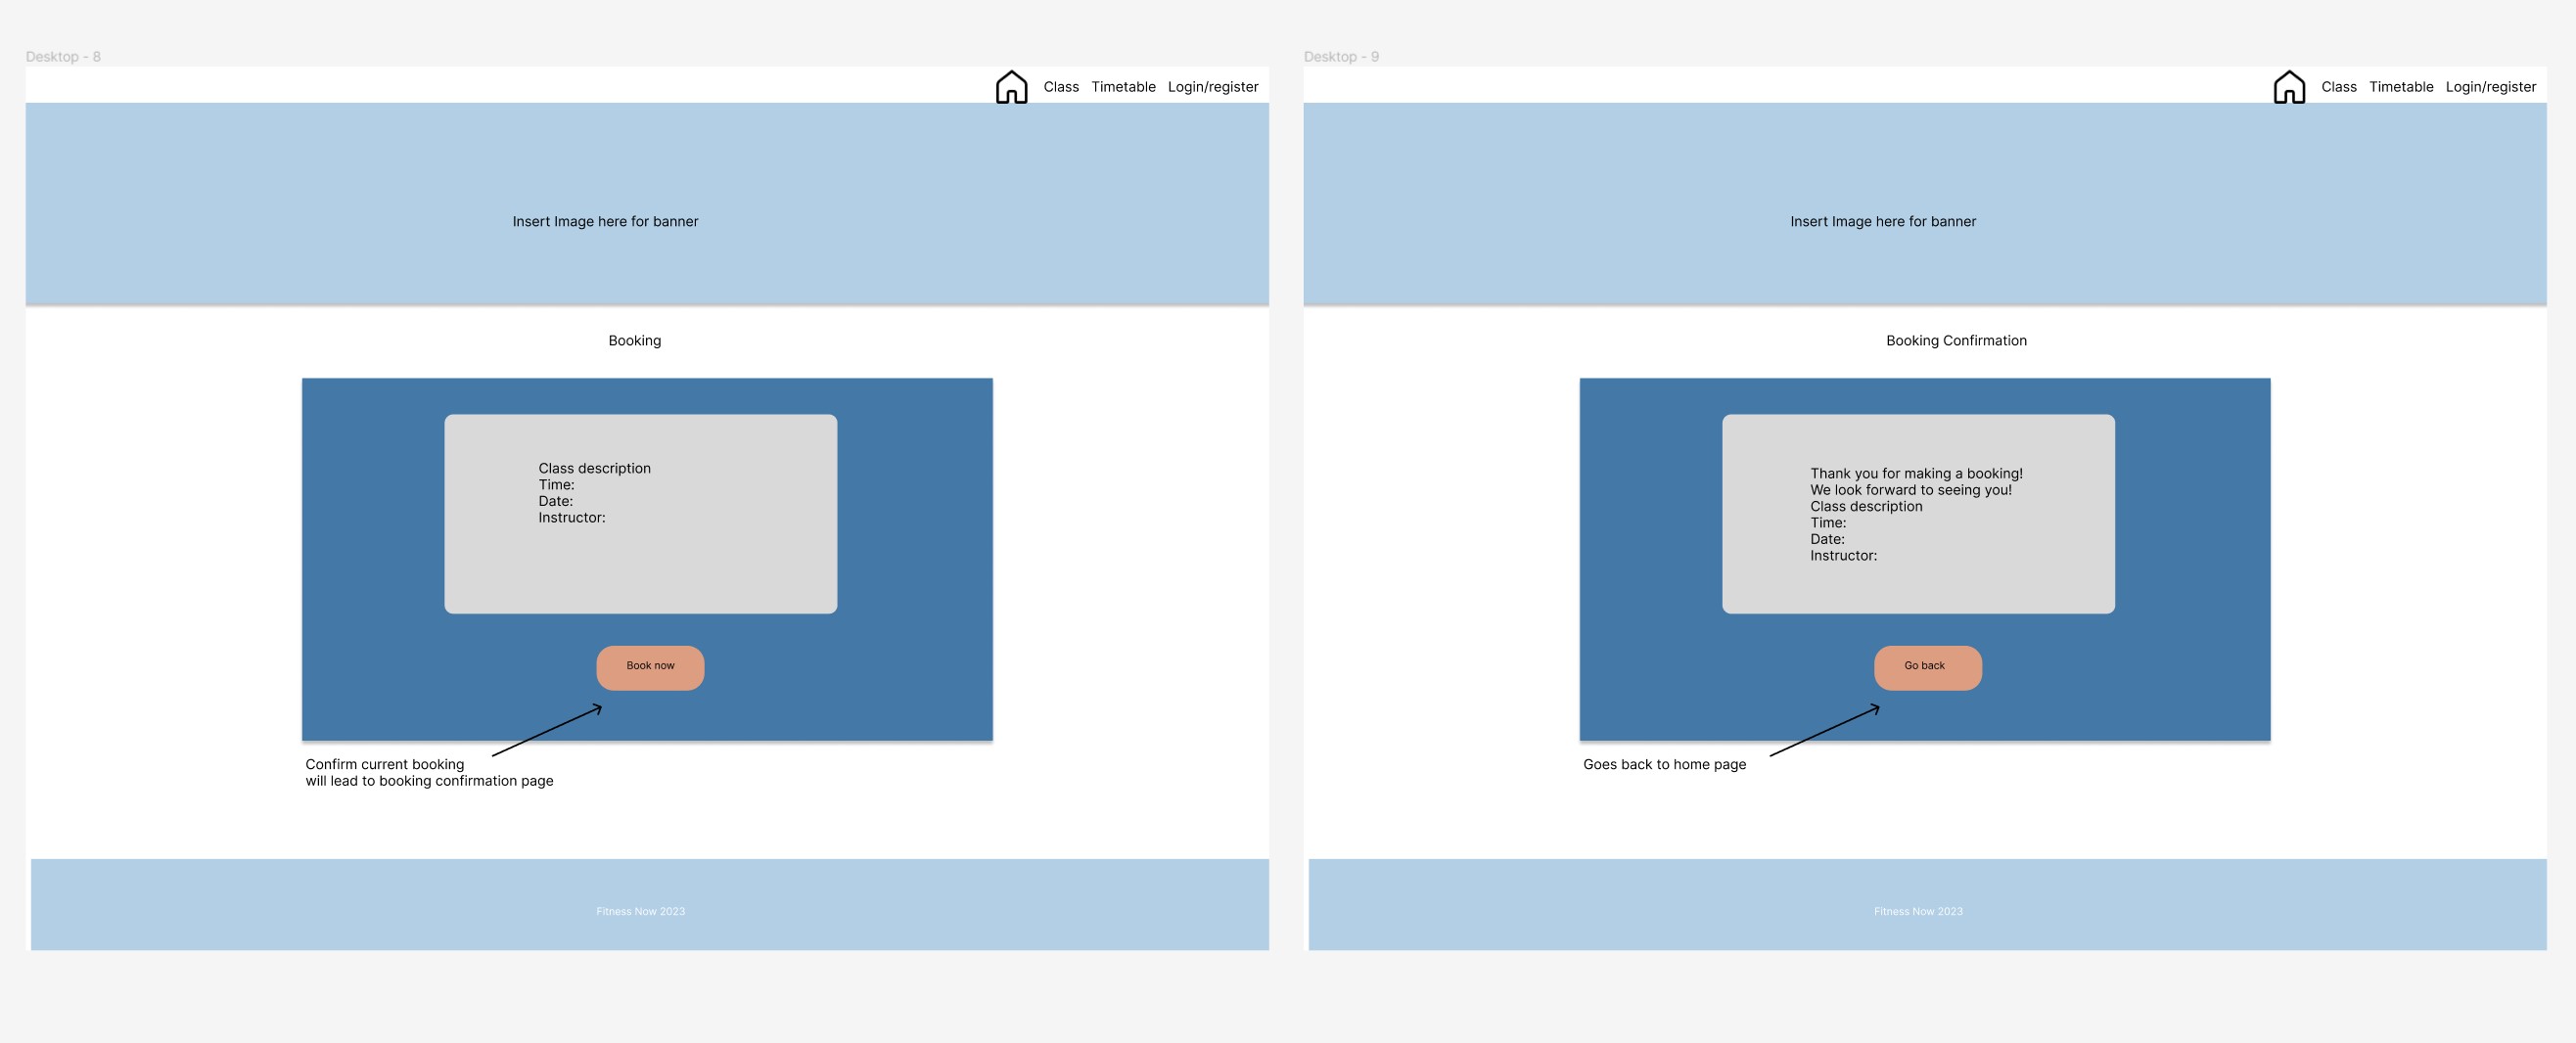 Desktop - 8
Class Timetable Login/register
Insert Image here for banner
Booking
Class description
Time:
Date:
Instructor:
Book now
Confirm current booking
will lead to booking confirmation page
Fitness Now 2023
Desktop - 9
Class Timetable Login/register
Insert Image here for banner
Booking Confirmation
Thank you for making a booking!
We look forward to seeing you!
Class description
Time:
Date:
Instructor:
Go back
Goes back to home page
Fitness Now 2023